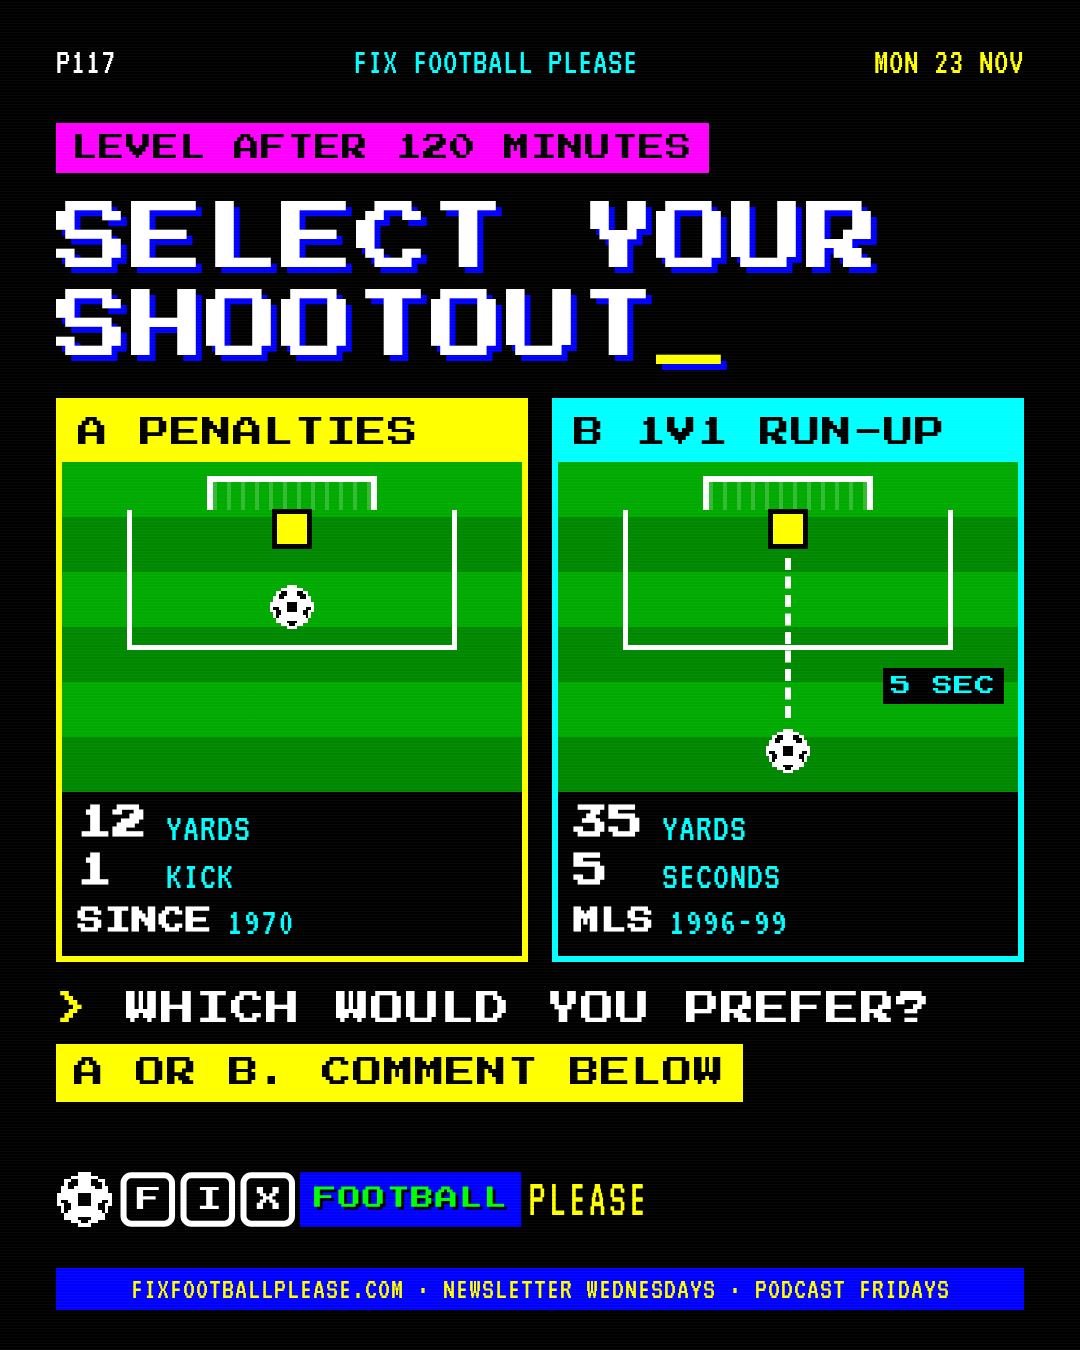 P117 FIX FOOTBALL PLEASE MON 23 NOV
LEVEL AFTER 120 MINUTES
SELECT YOUR
SHOOTOUT_
A PENALTIES
12 YARDS
1 KICK
SINCE 1970
B 1V1 RUN-UP
5 SEC
35 YARDS
5 SECONDS
MLS 1996-99
> WHICH WOULD YOU PREFER?
A OR B. COMMENT BELOW
FIX FOOTBALL PLEASE
FIXFOOTBALLPLEASE.COM · NEWSLETTER WEDNESDAYS · PODCAST FRIDAYS